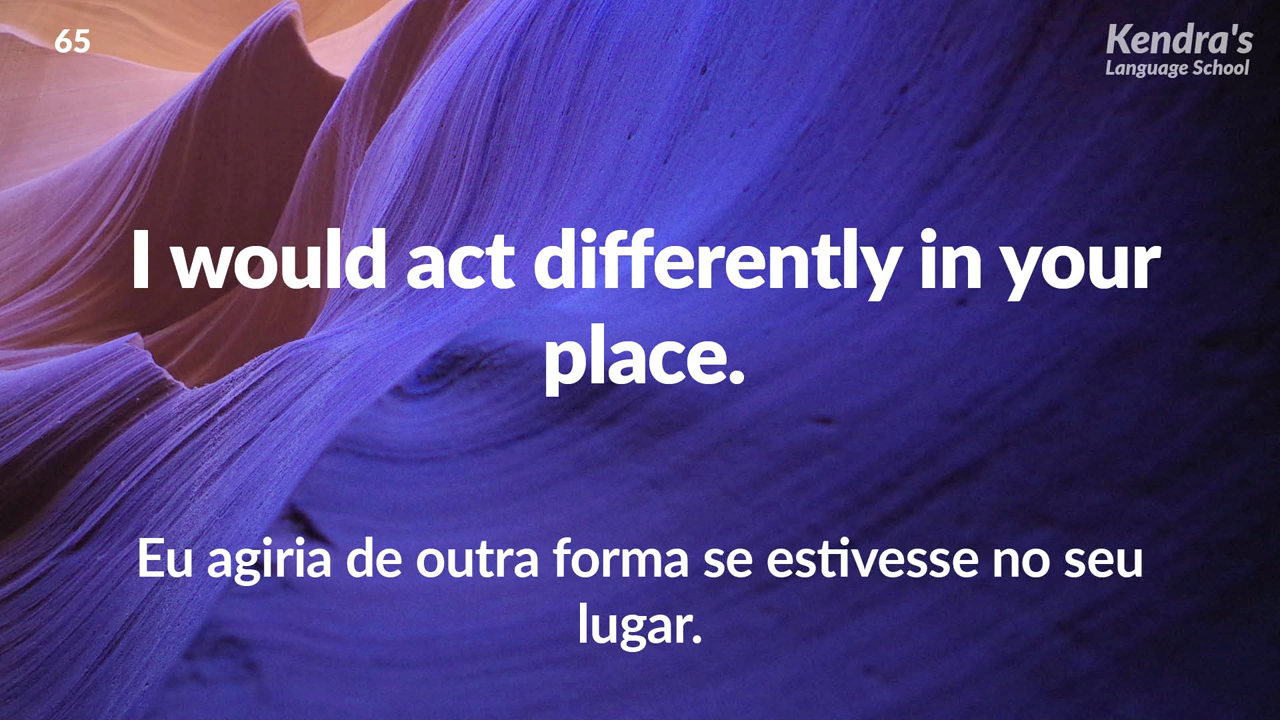 65
Kendra's
Language School
I would act differently in your
place.
Eu agiria de outra forma se estivesse no seu
lugar.